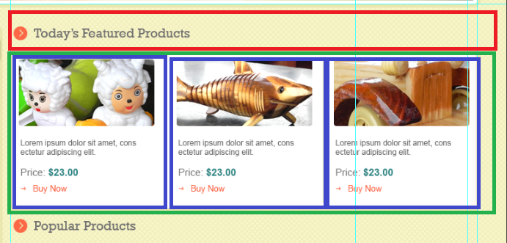 Today's Featured Products
Lorem ipsum dolor sit amet, cons
ectetur adipiscing elit.
Price: $23.00
→ Buy Now
Lorem ipsum dolor sit amet, cons
ectetur adipiscing elit.
Price: $23.00
→ Buy Now
Lorem ipsum dolor sit amet, cons
ectetur adipiscing elit.
Price: $23.00
→ Buy Now
Popular Products